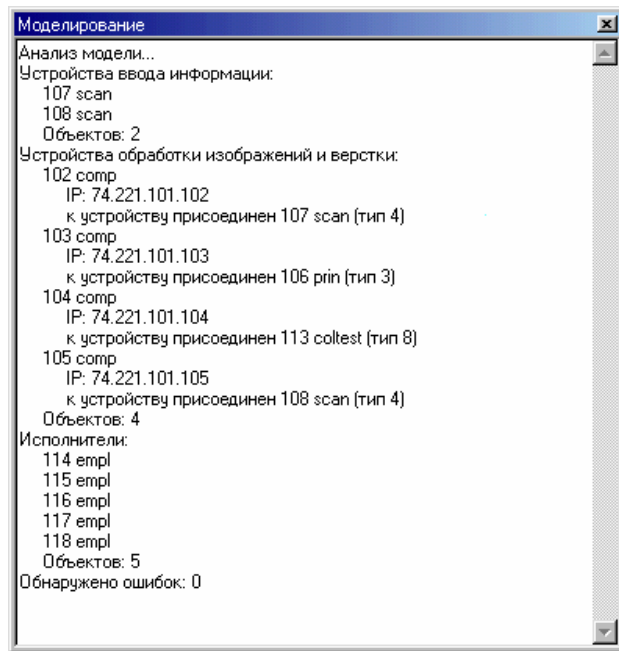 Моделирование
Анализ модели...
Устройства ввода информации:
107 scan
108 scan
Объектов: 2
Устройства обработки изображений и верстки:
102 comp
IP: 74.221.101.102
к устройству присоединен 107 scan (тип 4)
103 comp
IP: 74.221.101.103
к устройству присоединен 106 prin (тип 3)
104 comp
IP: 74.221.101.104
к устройству присоединен 113 coltest (тип 8)
105 comp
IP: 74.221.101.105
к устройству присоединен 108 scan (тип 4)
Объектов: 4
Исполнители:
114 empl
115 empl
116 empl
117 empl
118 empl
Объектов: 5
Обнаружено ошибок: 0